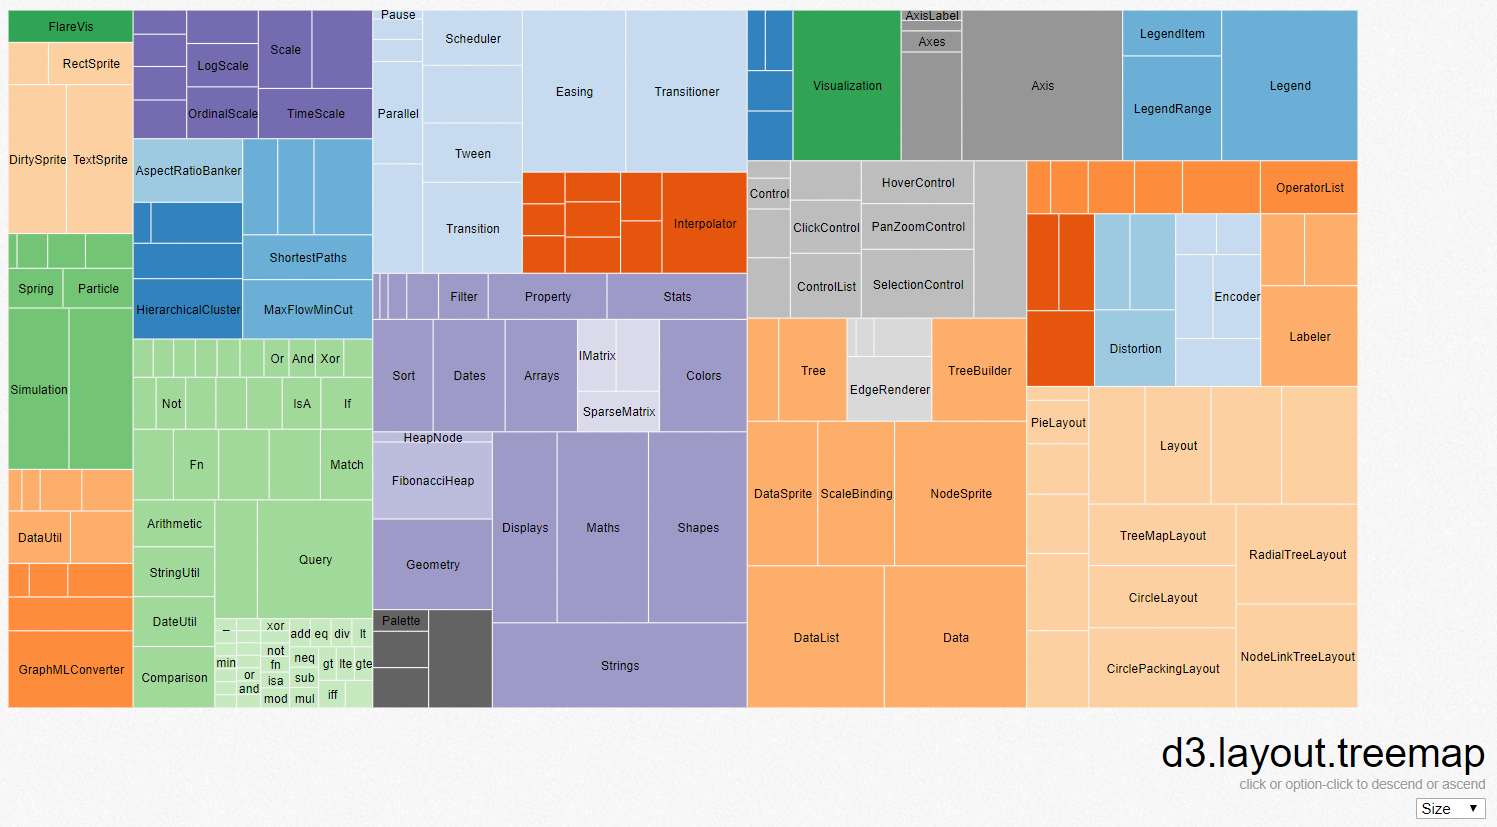 FlareVis
RectSprite
DirtySprite
TextSprite
Spring
Particle
Simulation
DataUtil
GraphMLConverter
Scale
LogScale
OrdinalScale
TimeScale
AspectRatioBanker
ShortestPaths
HierarchicalCluster
MaxFlowMinCut
Or
And
Xor
Not
IsA
If
Fn
Match
Arithmetic
StringUtil
DateUtil
Comparison
Query
_
xor
add
eq
div
lt
min
not
fn
neq
gt
lte
gte
or
isa
sub
and
mod
mul
iff
Pause
Scheduler
Parallel
Tween
Transition
Easing
Transitioner
Interpolator
Filter
Property
Stats
Sort
Dates
Arrays
IMatrix
SparseMatrix
Colors
HeapNode
FibonacciHeap
Geometry
Displays
Maths
Shapes
Palette
Strings
Visualization
AxisLabel
Axes
Axis
LegendItem
LegendRange
Legend
Control
HoverControl
ClickControl
PanZoomControl
ControlList
SelectionControl
OperatorList
Encoder
Distortion
Labeler
Tree
EdgeRenderer
TreeBuilder
DataSprite
ScaleBinding
NodeSprite
DataList
Data
PieLayout
Layout
TreeMapLayout
RadialTreeLayout
CircleLayout
CirclePackingLayout
NodeLinkTreeLayout
d3.layout.treemap
click or option-click to descend or ascend
Size